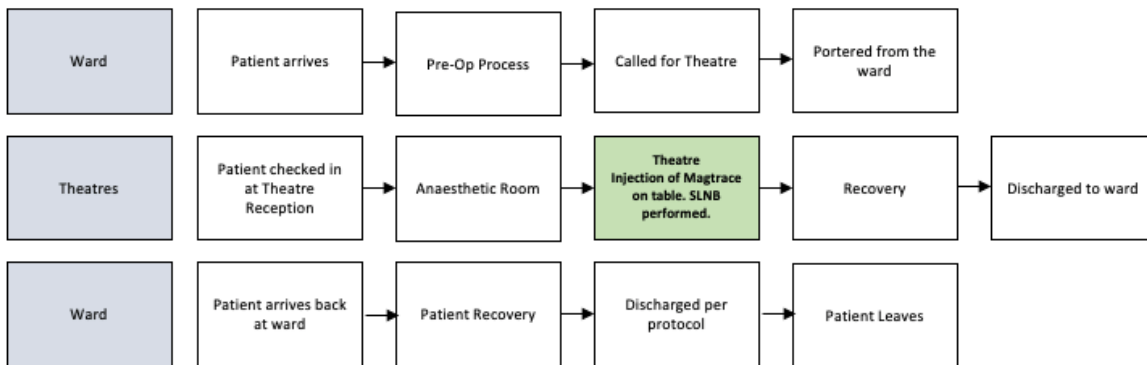 Ward
Patient arrives
Pre-Op Process
Called for Theatre
Portered from the
ward
Theatres
Patient checked in
at Theatre
Reception
Anaesthetic Room
Theatre
Injection of Magtrace
on table. SLNB
performed.
Recovery
Discharged to ward
Ward
Patient arrives back
at ward
Patient Recovery
Discharged per
protocol
Patient Leaves